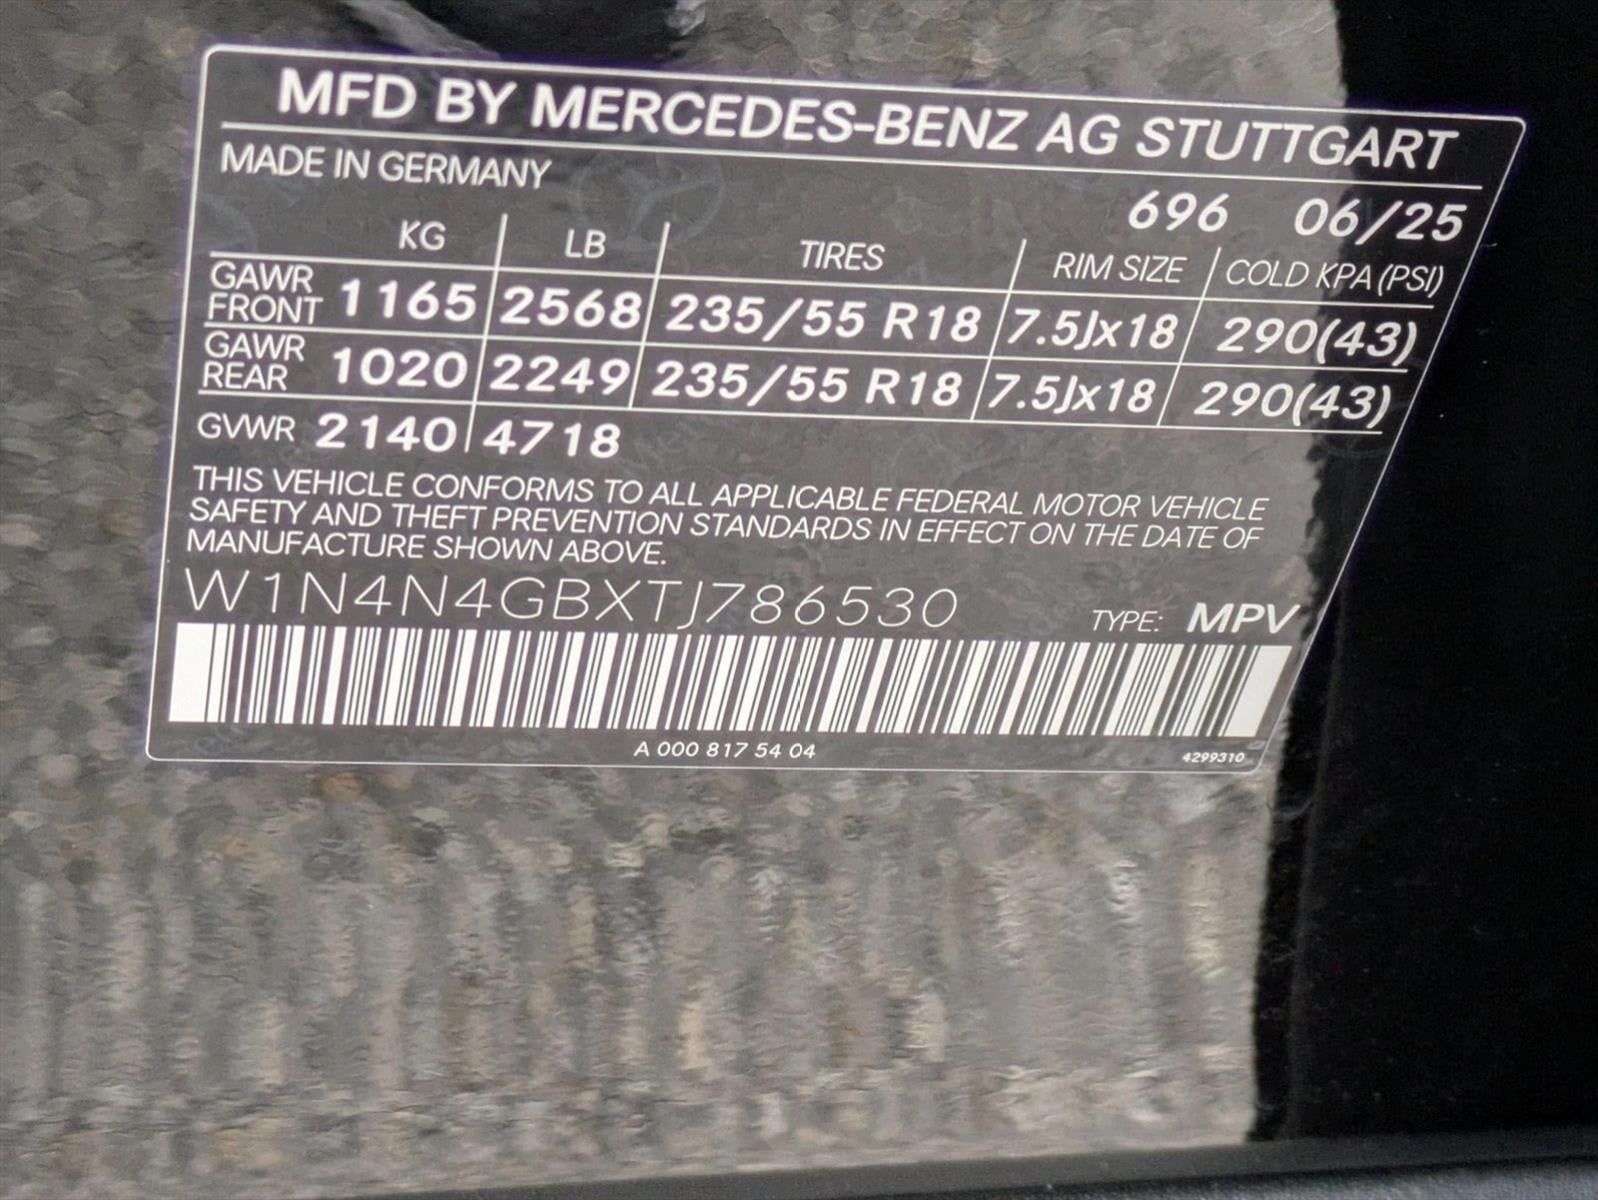 MFD BY MERCEDES-BENZ AG STUTTGART
MADE IN GERMANY
696 06/25
KG LB TIRES RIM SIZE COLD KPA (PSI)
GAWR FRONT 1165 2568 235/55 R18 7.5Jx18 290(43)
GAWR REAR 1020 2249 235/55 R18 7.5Jx18 290(43)
GVWR 2140 4718
THIS VEHICLE CONFORMS TO ALL APPLICABLE FEDERAL MOTOR VEHICLE
SAFETY AND THEFT PREVENTION STANDARDS IN EFFECT ON THE DATE OF
MANUFACTURE SHOWN ABOVE.
W1N4N4GBXTJ786530 TYPE: MPV
A 000 817 54 04 4299310